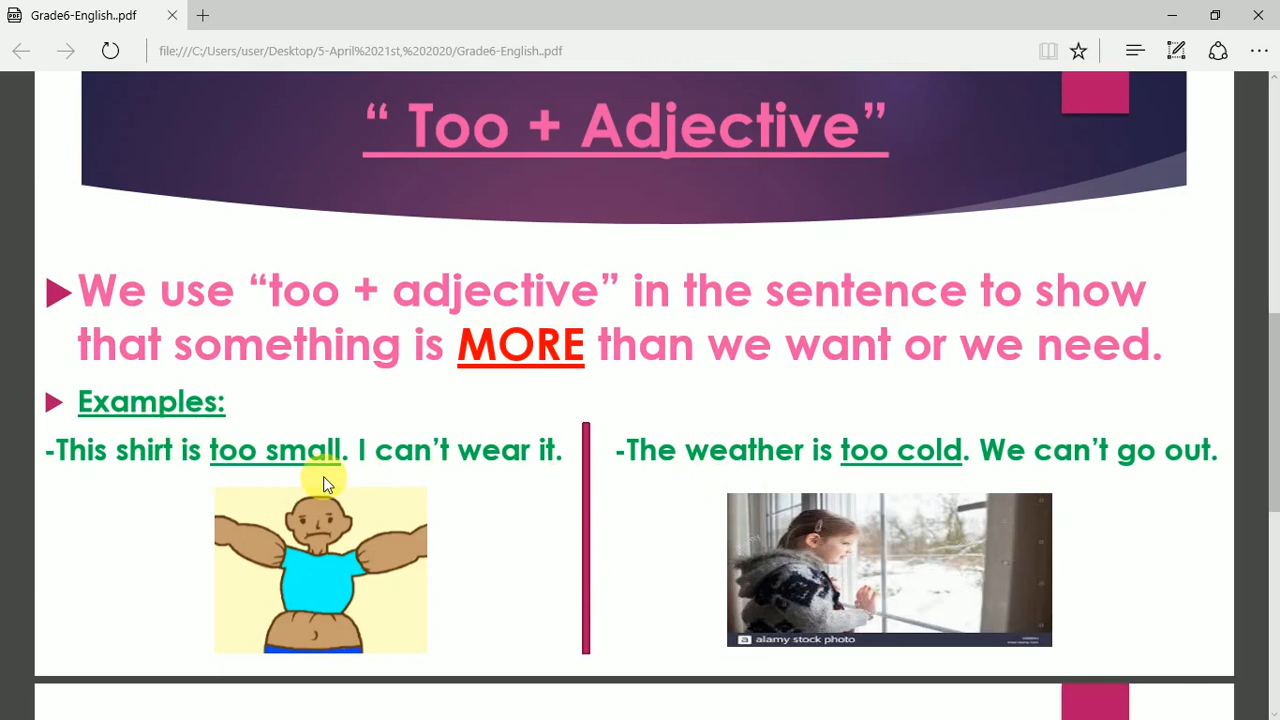 Grade6-English..pdf
file:///C:/Users/user/Desktop/5-April%2021st,%202020/Grade6-English..pdf
“ Too + Adjective”
We use “too + adjective” in the sentence to show
that something is MORE than we want or we need.
Examples:
-This shirt is too small. I can’t wear it.
-The weather is too cold. We can’t go out.
a alamy stock photo